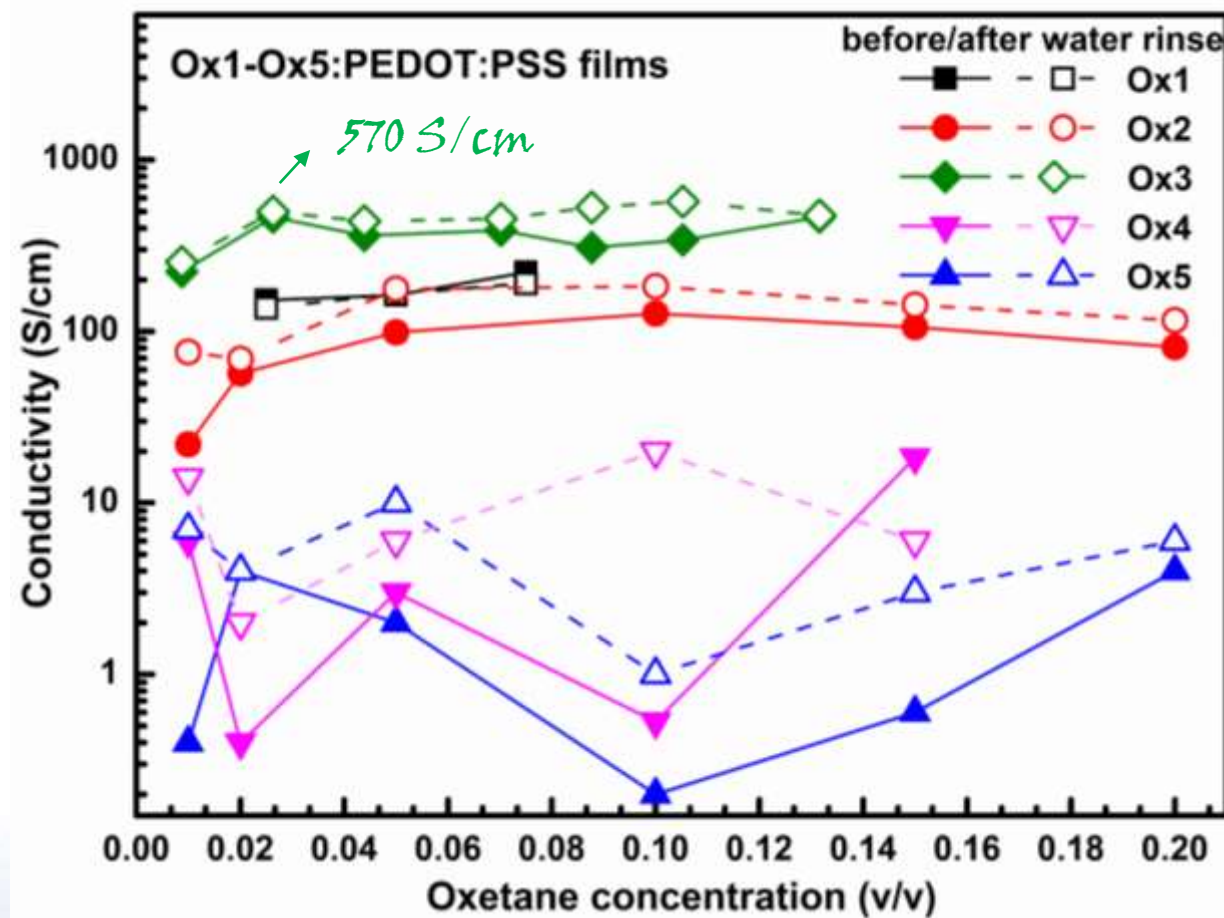 before/after water rinse
Ox1-Ox5:PEDOT:PSS films
Ox1
Ox2
Ox3
Ox4
Ox5
570 S/cm
1000
100
10
1
Conductivity (S/cm)
0.00 0.02 0.04 0.06 0.08 0.10 0.12 0.14 0.16 0.18 0.20
Oxetane concentration (v/v)